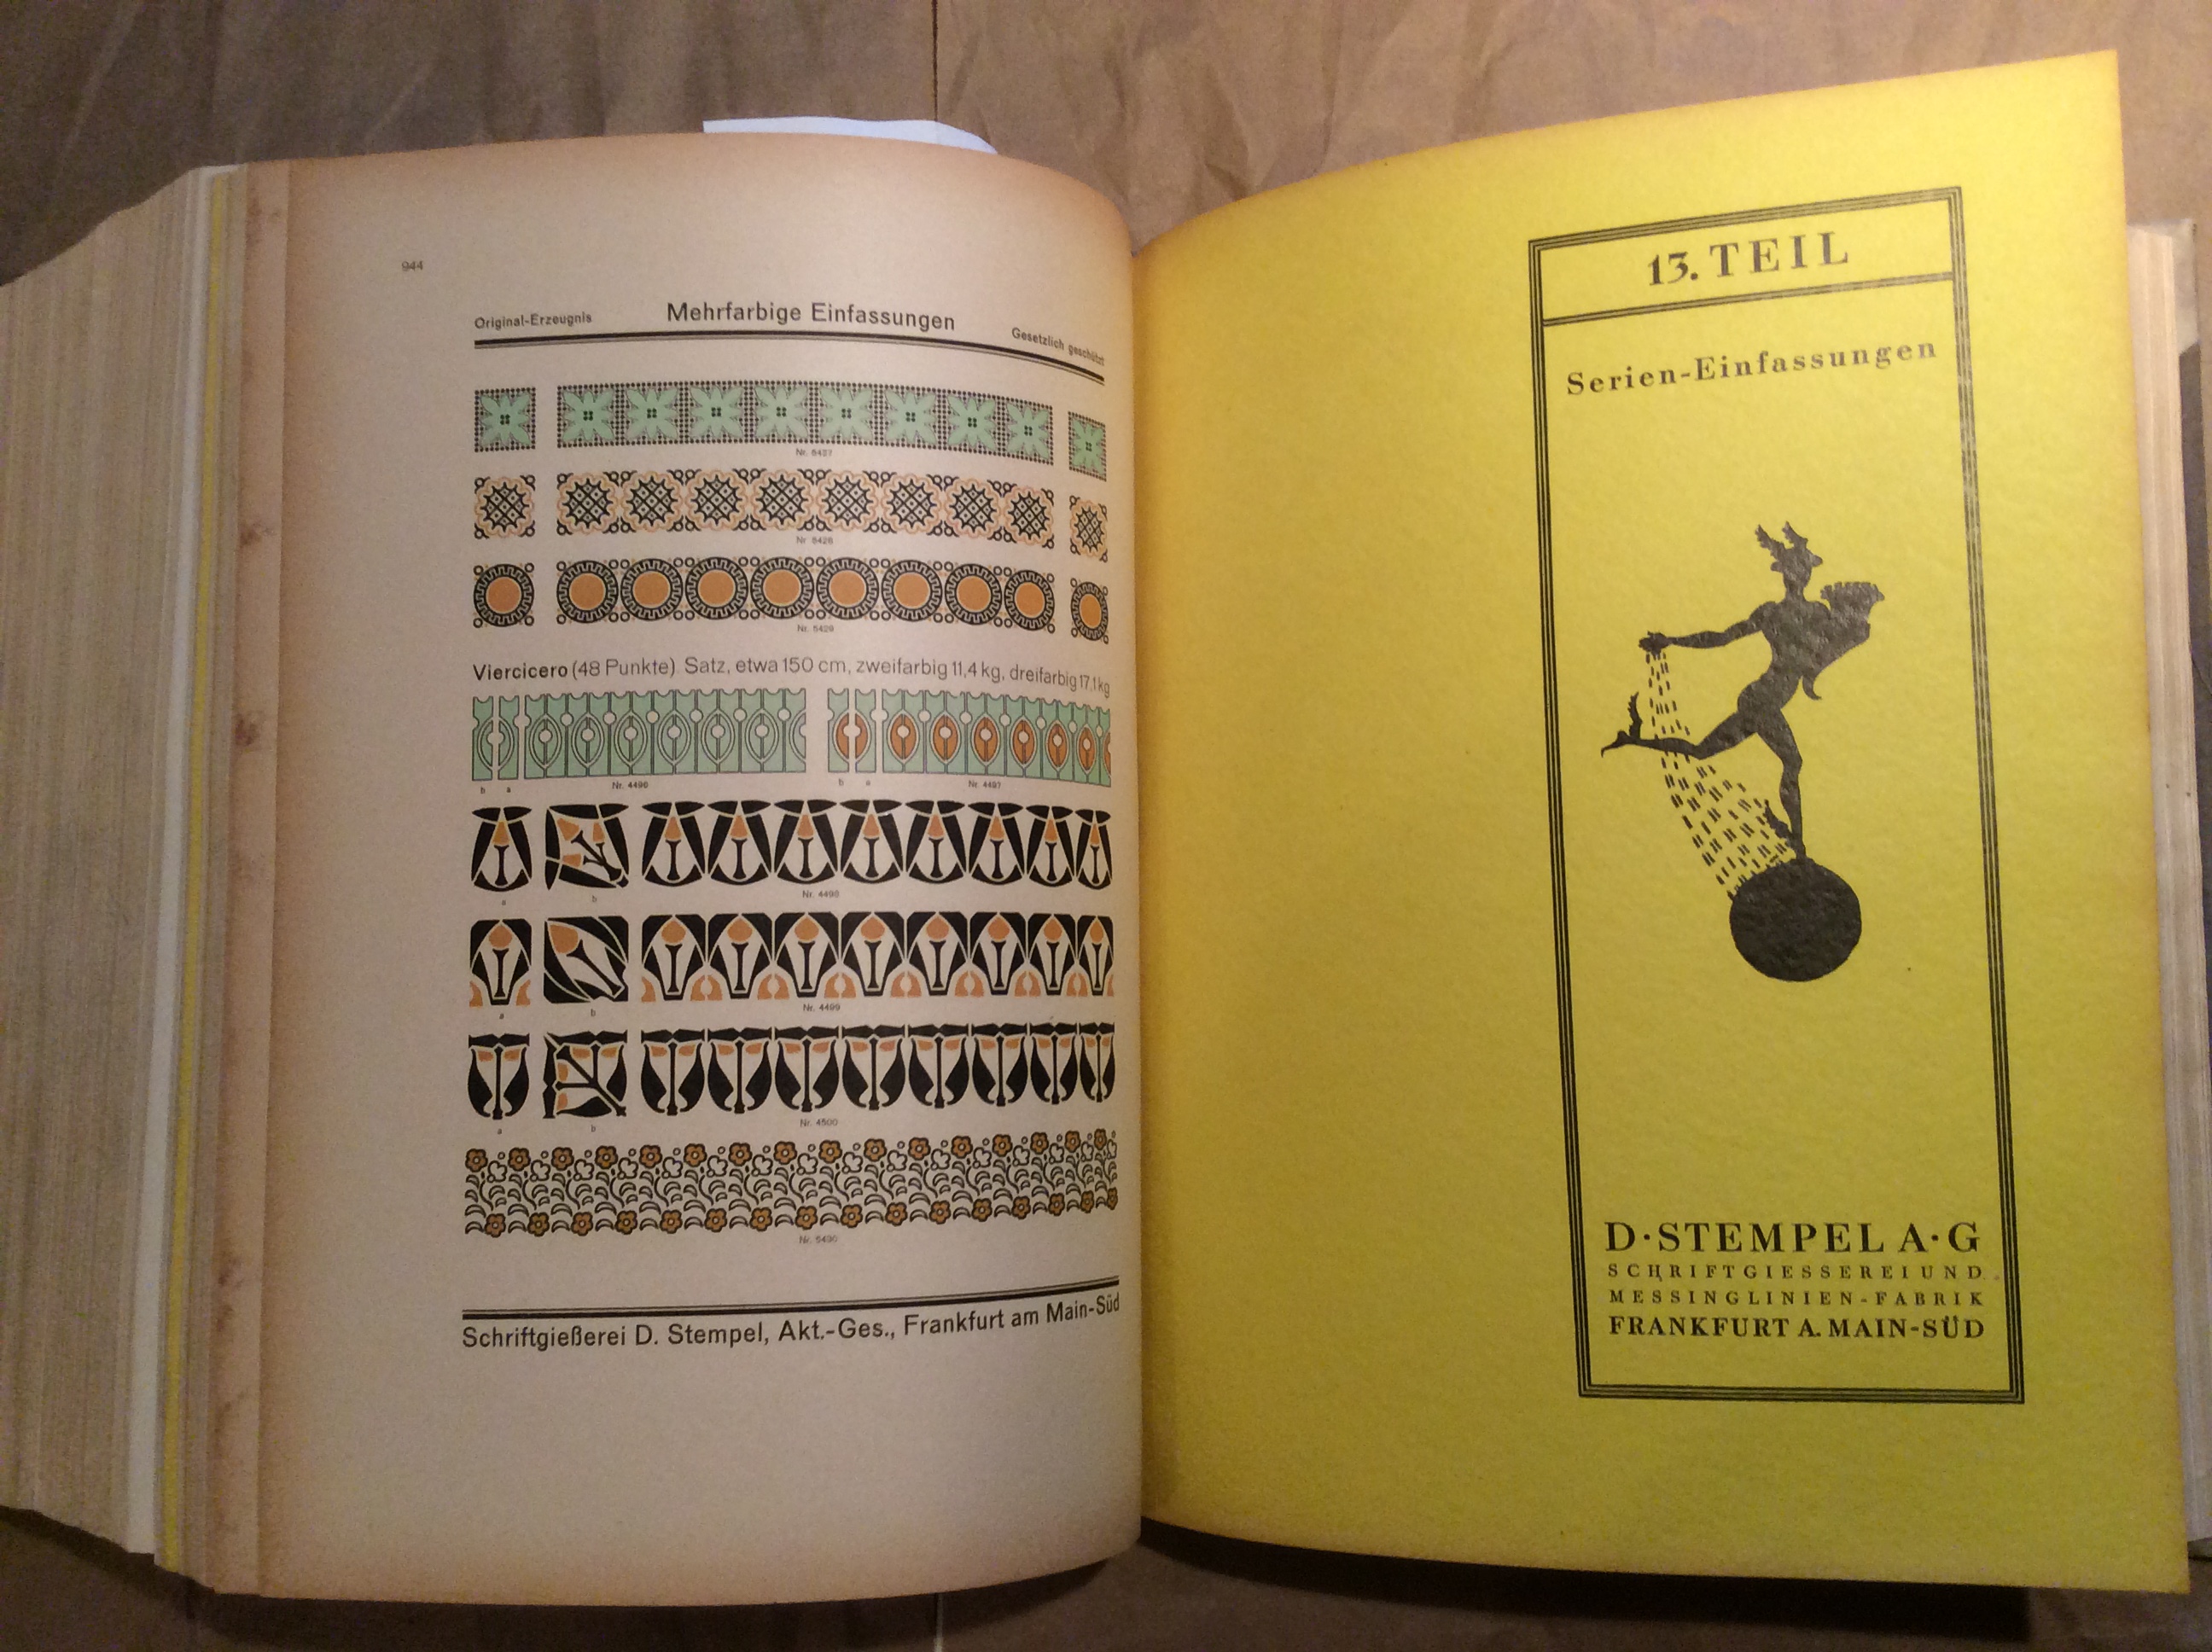 944
Original-Erzeugnis
Mehrfarbige Einfassungen
Gesetzlich geschützt
Nr. 5427
Nr. 5428
Nr. 5429
Viercicero (48 Punkte) Satz, etwa 150 cm, zweifarbig 11,4 kg, dreifarbig 17,1 kg
b a
Nr. 4496
b a
Nr. 4497
a b
Nr. 4498
a b
Nr. 4499
a b
Nr. 4500
Nr. 5430
Schriftgießerei D. Stempel, Akt.-Ges., Frankfurt am Main-Süd
13. TEIL
Serien-Einfassungen
D·STEMPEL A·G
SCHRIFTGIESSEREI UND
MESSINGLINIEN-FABRIK
FRANKFURT A. MAIN-SÜD